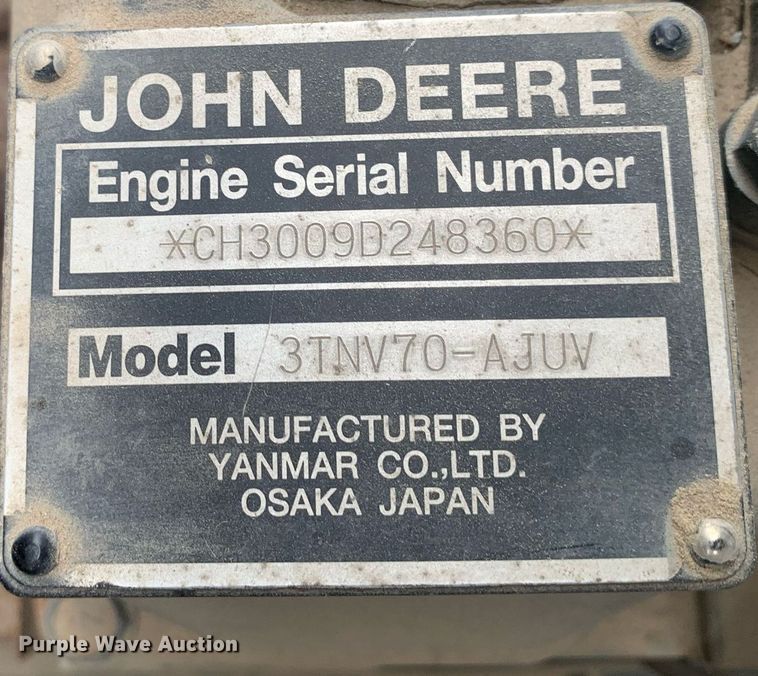 JOHN DEERE
Engine Serial Number
*CH3009D248360*
Model 3TNV70-AJUV
MANUFACTURED BY
YANMAR CO.,LTD.
OSAKA JAPAN
Purple Wave Auction